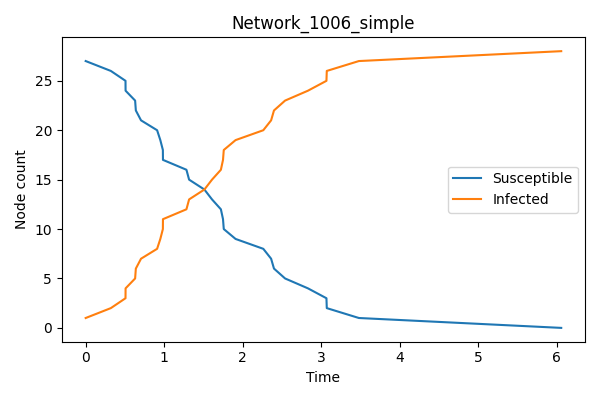 Network_1006_simple
Node count
25
20
15
10
5
0
Susceptible
Infected
0 1 2 3 4 5 6
Time